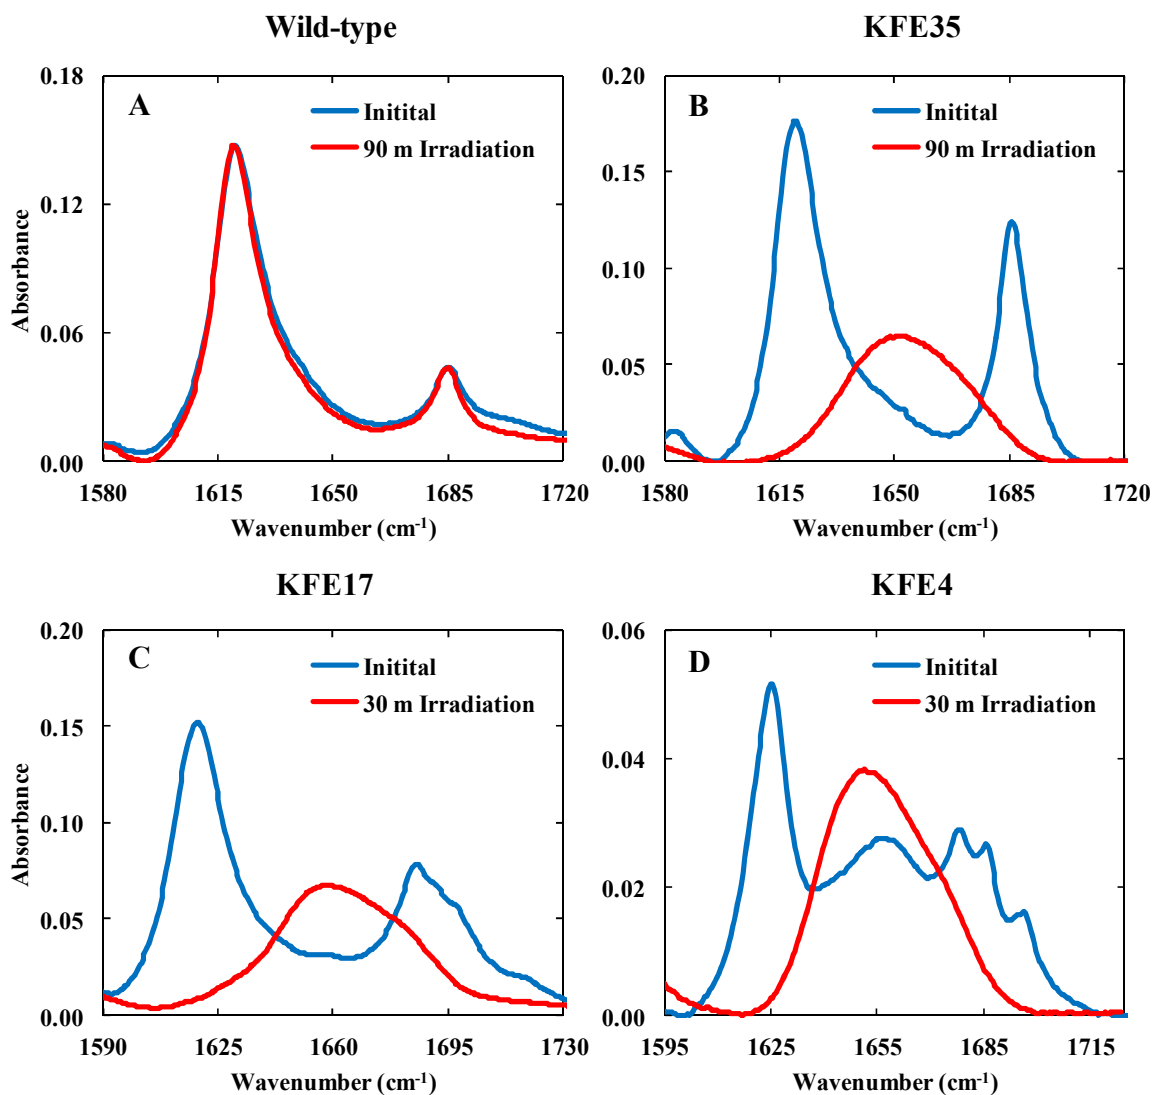 Wild-type
KFE35
0.18
0.12
0.06
0.00
A
Initital
90 m Irradiation
1580 1615 1650 1685 1720
Absorbance
Wavenumber (cm-1)
0.20
0.15
0.10
0.05
0.00
B
Initital
90 m Irradiation
1580 1615 1650 1685 1720
Wavenumber (cm-1)
KFE17
KFE4
0.20
0.15
0.10
0.05
0.00
C
Initital
30 m Irradiation
1590 1625 1660 1695 1730
Absorbance
Wavenumber (cm-1)
0.06
0.04
0.02
0.00
D
Initital
30 m Irradiation
1595 1625 1655 1685 1715
Wavenumber (cm-1)